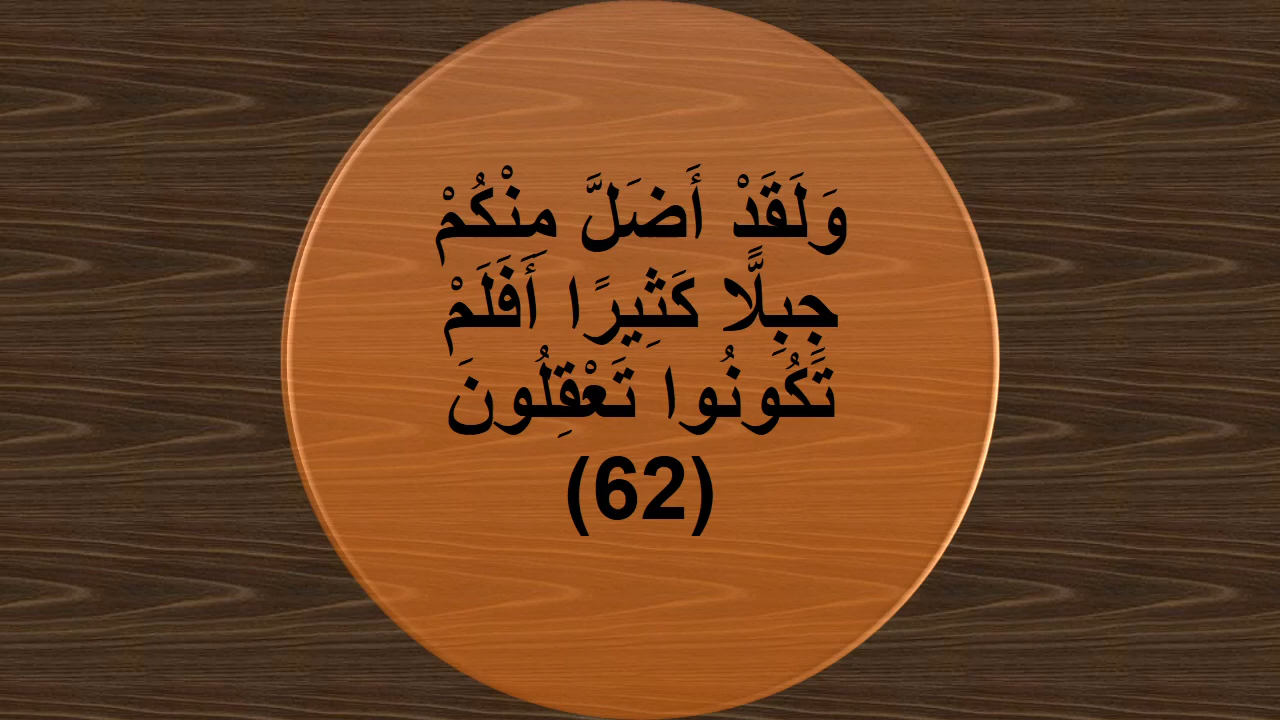 وَلَقَدْ أَضَلَّ مِنْكُمْ
جِبِلًّا كَثِيرًا أَفَلَمْ
تَكُونُوا تَعْقِلُونَ
(62)